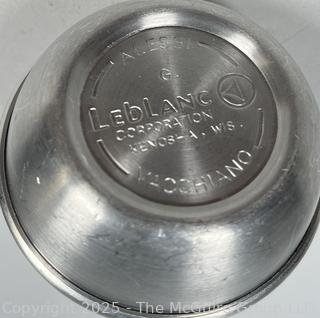 ALESSI
G.
LEBLANC
CORPORATION
KENOSHA, WIS.
VACCHIANO
Copyright 2025 - The McGuire Group LLC